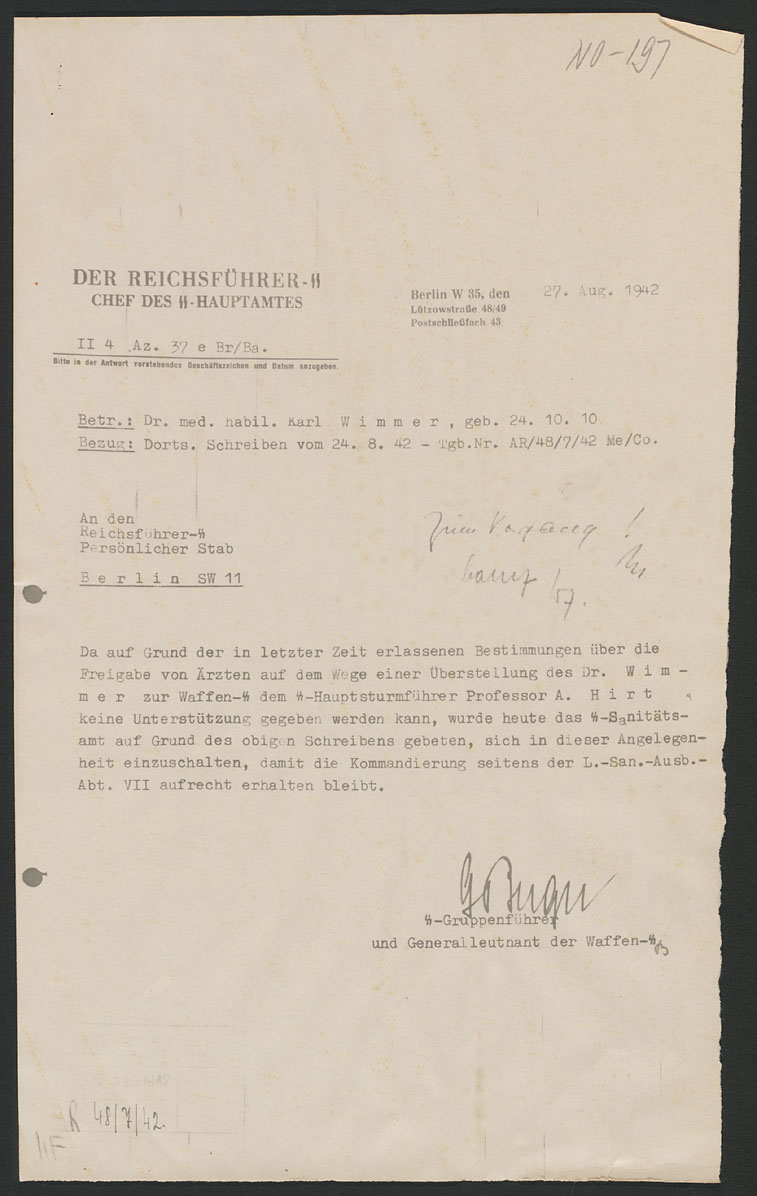 NO-197
DER REICHSFÜHRER-SS
CHEF DES SS-HAUPTAMTES
Berlin W 35, den 27. Aug. 1942
Lützowstraße 48/49
Postschließfach 43
II 4 Az. 37 e Br/Ba.
Bitte in der Antwort vorstehendes Geschäftszeichen und Datum anzugeben.
Betr.: Dr. med. habil. Karl W i m m e r , geb. 24. 10. 10
Bezug: Dorts. Schreiben vom 24. 8. 42 - Tgb.Nr. AR/48/7/42 Me/Co.
An den
Reichsführer-SS
Persönlicher Stab
B e r l i n SW 11
Zum Vorgang !
Da auf Grund der in letzter Zeit erlassenen Bestimmungen über die
Freigabe von Ärzten auf dem Wege einer Überstellung des Dr. W i m -
m e r zur Waffen-SS dem SS-Hauptsturmführer Professor A. H i r t ,
keine Unterstützung gegeben werden kann, wurde heute das SS-Sanitäts-
amt auf Grund des obigen Schreibens gebeten, sich in dieser Angelegen-
heit einzuschalten, damit die Kommandierung seitens der L.-San.-Ausb.-
Abt. VII aufrecht erhalten bleibt.
SS-Gruppenführer
und Generalleutnant der Waffen-SS
48/7/42.